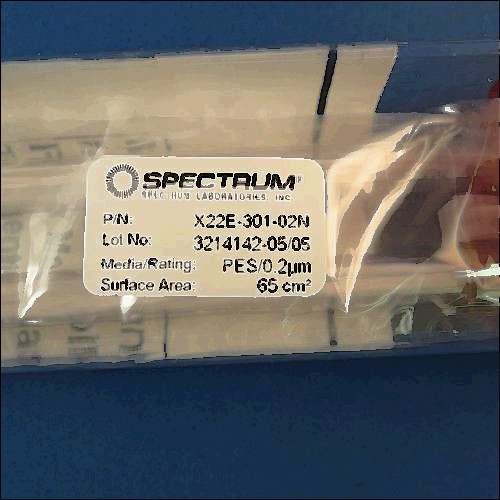 SPECTRUM
SPECTRUM LABORATORIES, INC.
P/N: X22E-301-02N
Lot No: 3214142-05/05
Media/Rating: PES/0.2µm
Surface Area: 65 cm²